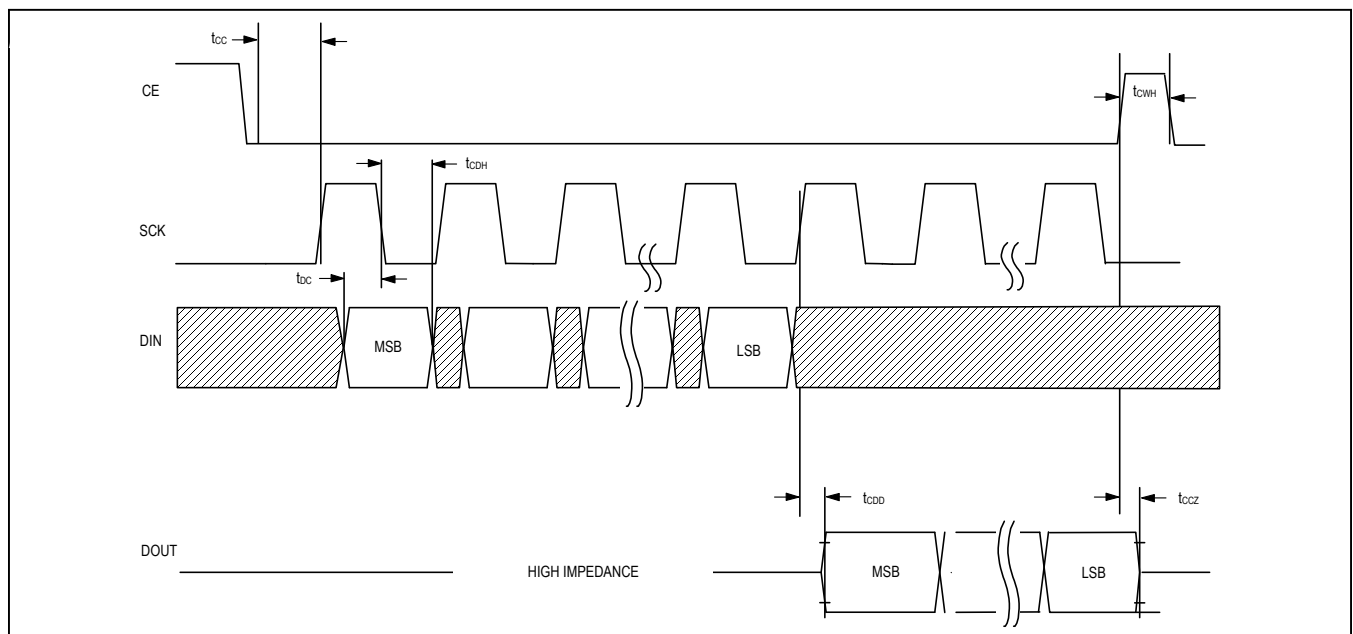 tCC
CE
tCWH
tCDH
SCK
tDC
DIN
MSB
LSB
tCDD
tCCZ
DOUT
HIGH IMPEDANCE
MSB
LSB